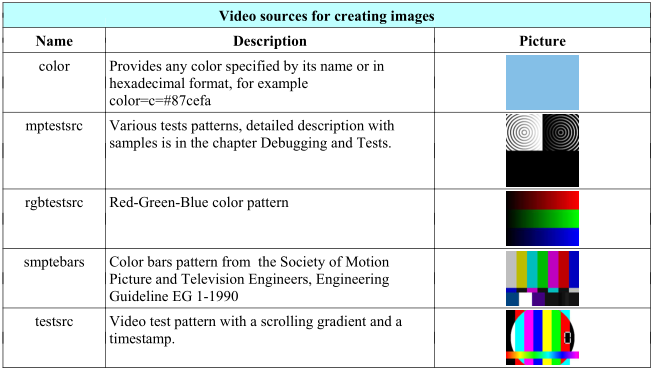 Video sources for creating images
Name Description Picture
color Provides any color specified by its name or in
hexadecimal format, for example
color=c=#87cefa
mptestsrc Various tests patterns, detailed description with
samples is in the chapter Debugging and Tests.
rgbtestsrc Red-Green-Blue color pattern
smptebars Color bars pattern from the Society of Motion
Picture and Television Engineers, Engineering
Guideline EG 1-1990
testsrc Video test pattern with a scrolling gradient and a
timestamp.